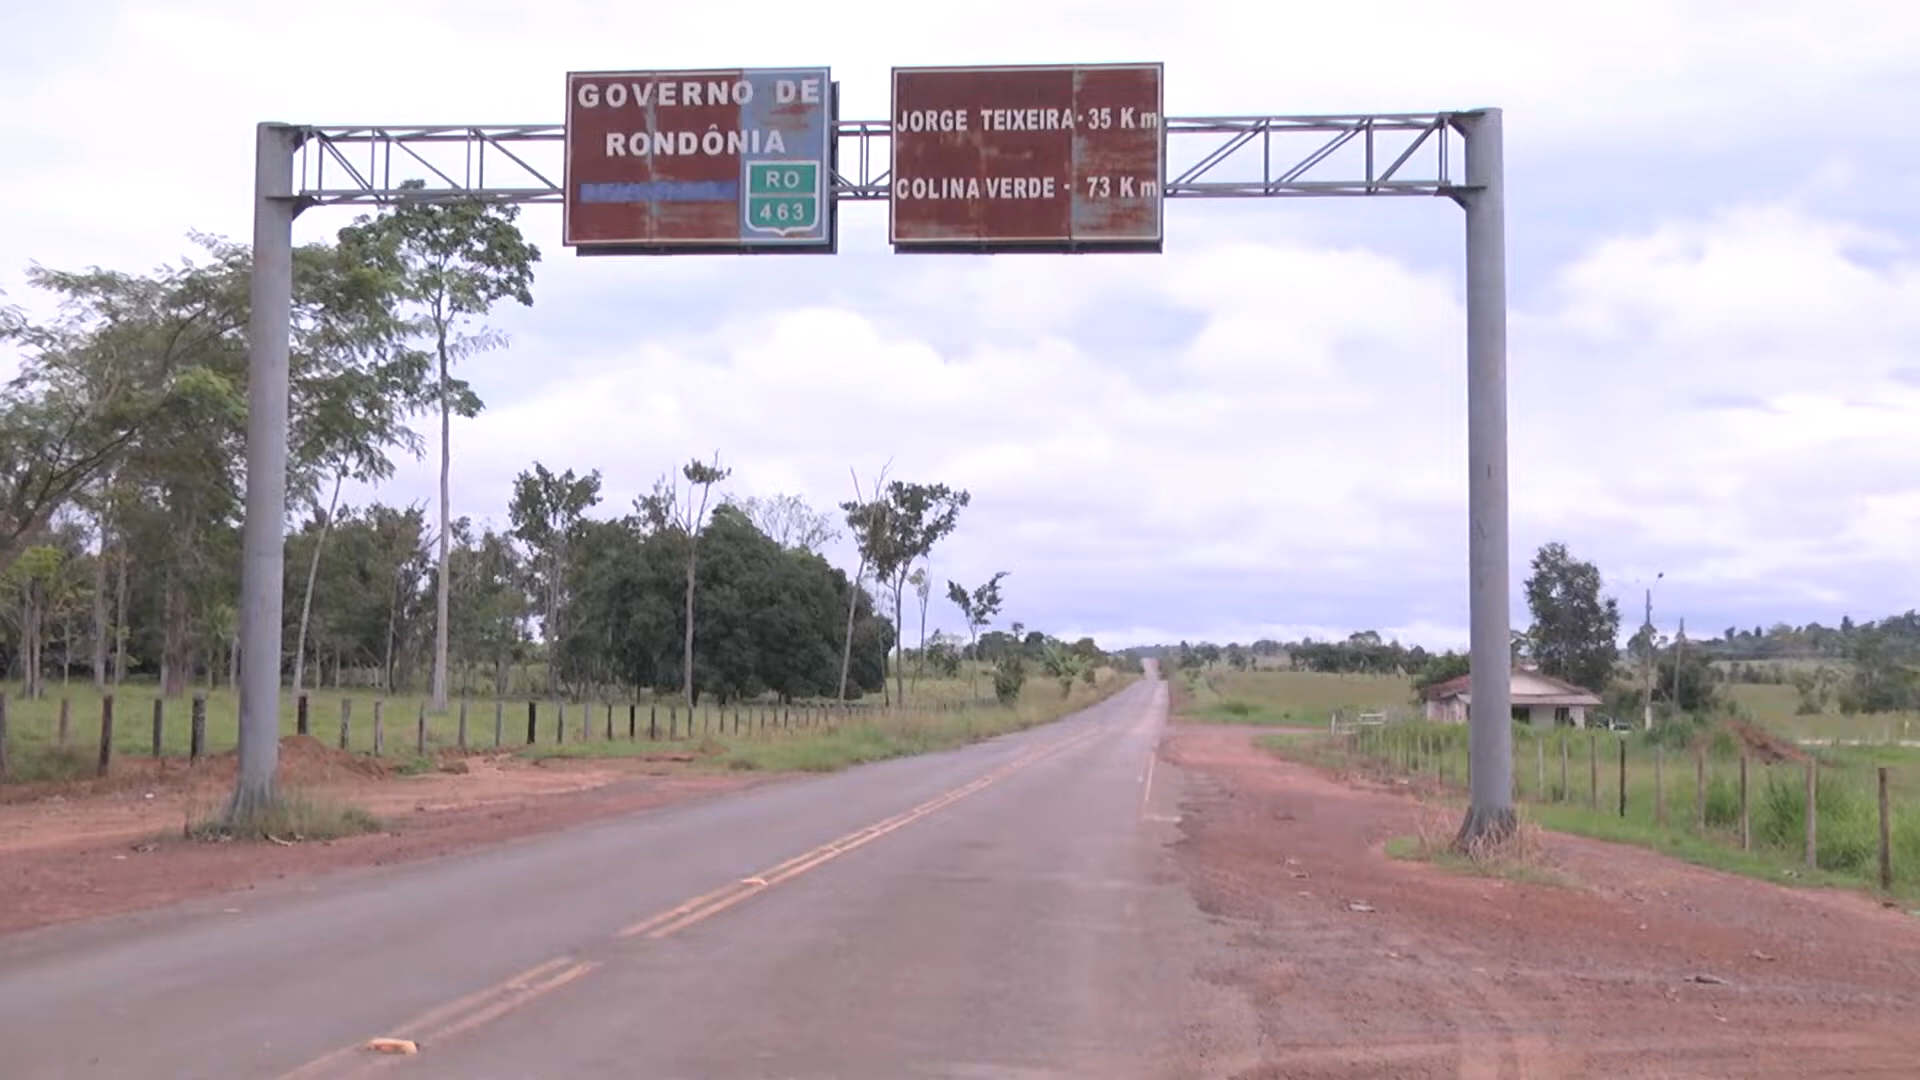 GOVERNO DE
RONDÔNIA
RO
463
JORGE TEIXEIRA · 35 Km
COLINA VERDE · 73 Km